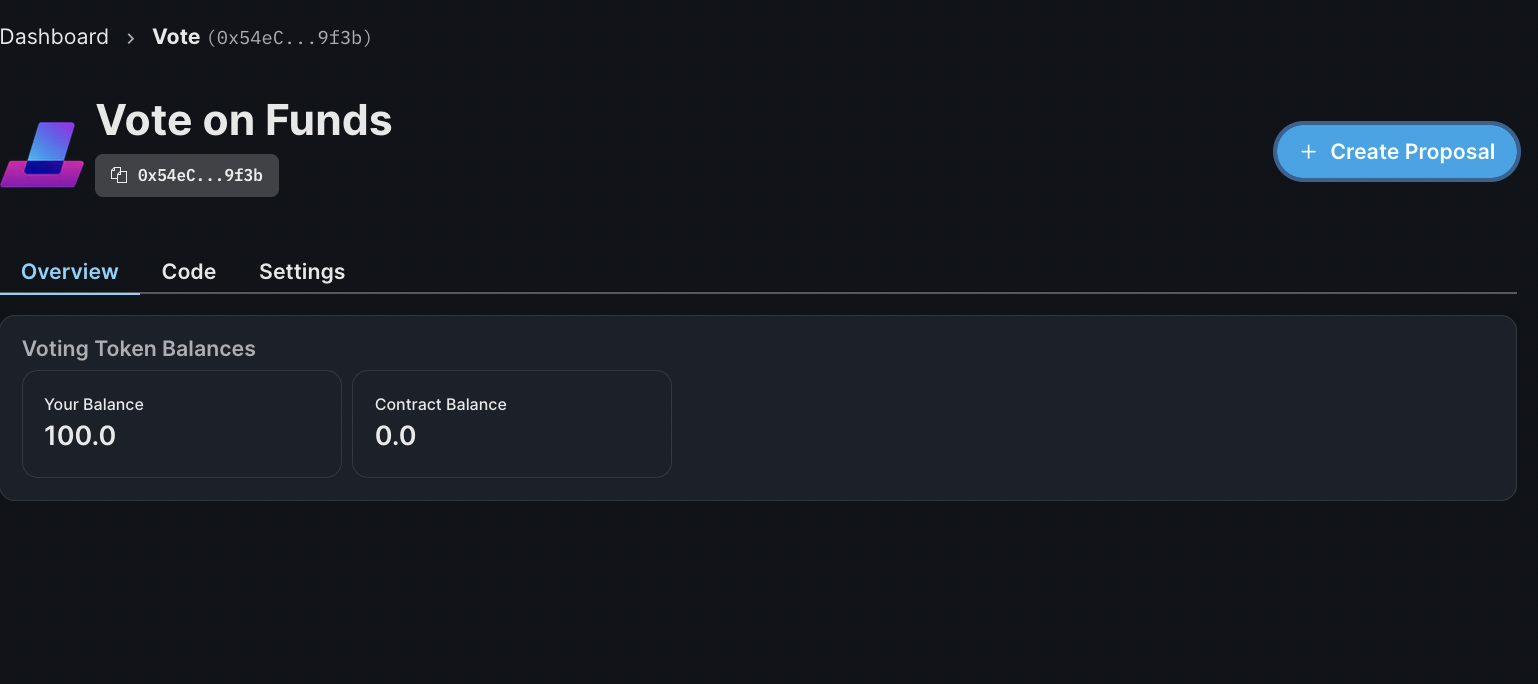 Dashboard > Vote (0x54eC...9f3b)
Vote on Funds
0x54eC...9f3b
+ Create Proposal
Overview Code Settings
Voting Token Balances
Your Balance Contract Balance
100.0 0.0